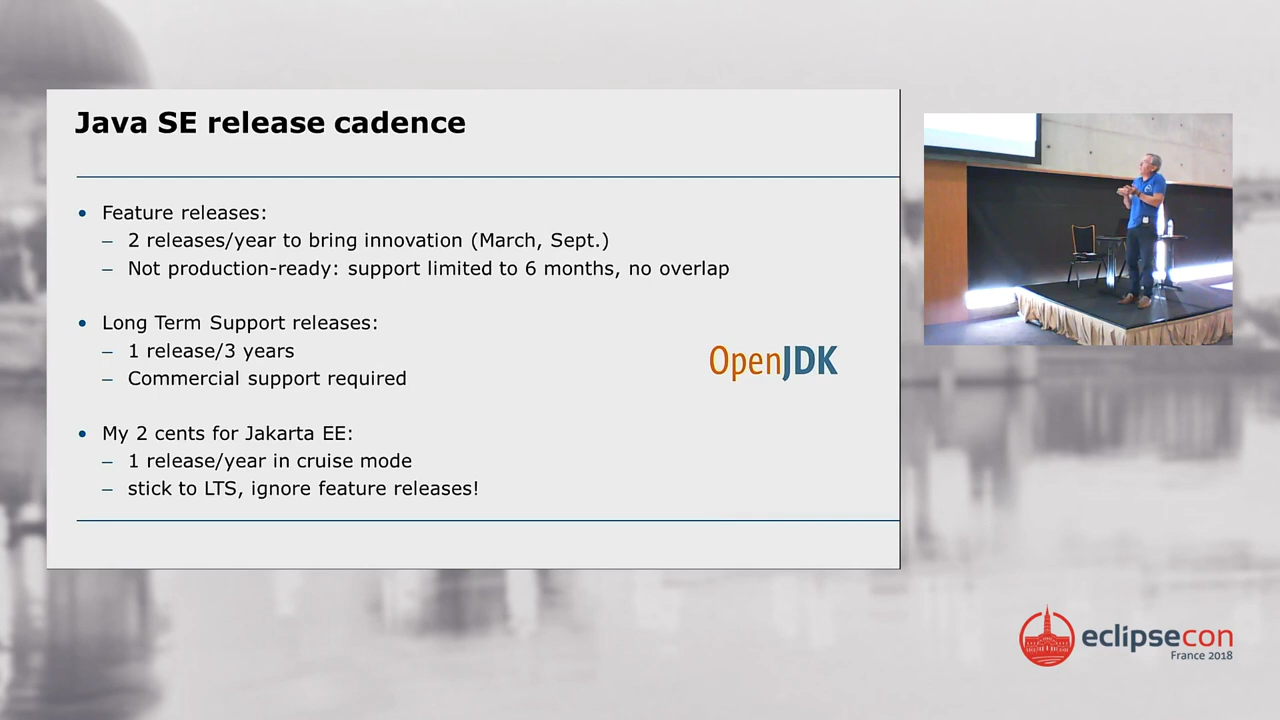 Java SE release cadence
• Feature releases:
– 2 releases/year to bring innovation (March, Sept.)
– Not production-ready: support limited to 6 months, no overlap
• Long Term Support releases:
– 1 release/3 years
– Commercial support required
OpenJDK
• My 2 cents for Jakarta EE:
– 1 release/year in cruise mode
– stick to LTS, ignore feature releases!
eclipsecon
France 2018